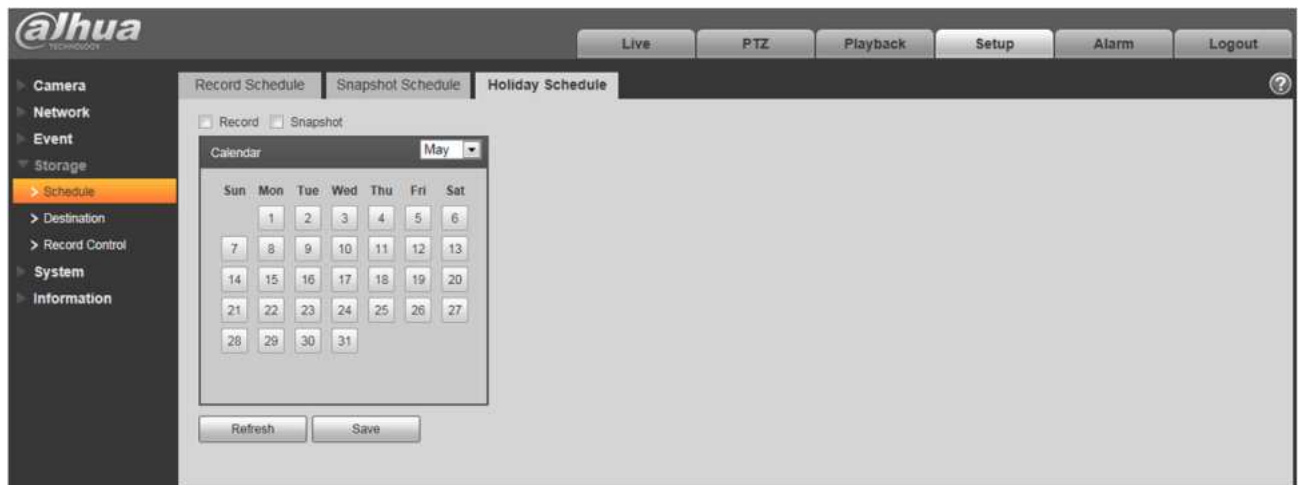 alhua
TECHNOLOGY
Live PTZ Playback Setup Alarm Logout
Camera
Network
Event
Storage
> Schedule
> Destination
> Record Control
System
Information
Record Schedule Snapshot Schedule Holiday Schedule ?
Record Snapshot
Calendar May
Sun Mon Tue Wed Thu Fri Sat
1 2 3 4 5 6
7 8 9 10 11 12 13
14 15 16 17 18 19 20
21 22 23 24 25 26 27
28 29 30 31
Refresh Save